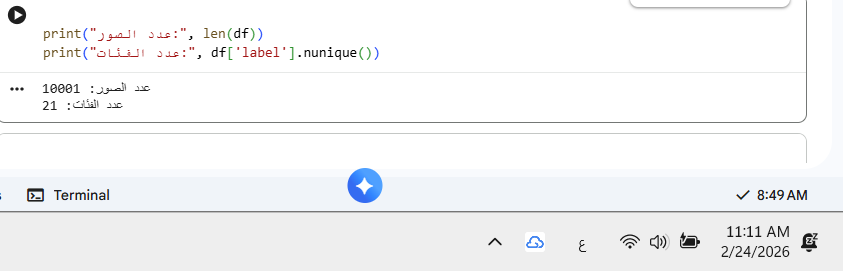 print("عدد الصور:", len(df))
print("عدد الفئات:", df['label'].nunique())
عدد الصور: 10001
عدد الفئات: 21
Terminal
8:49 AM
ع
11:11 AM
2/24/2026